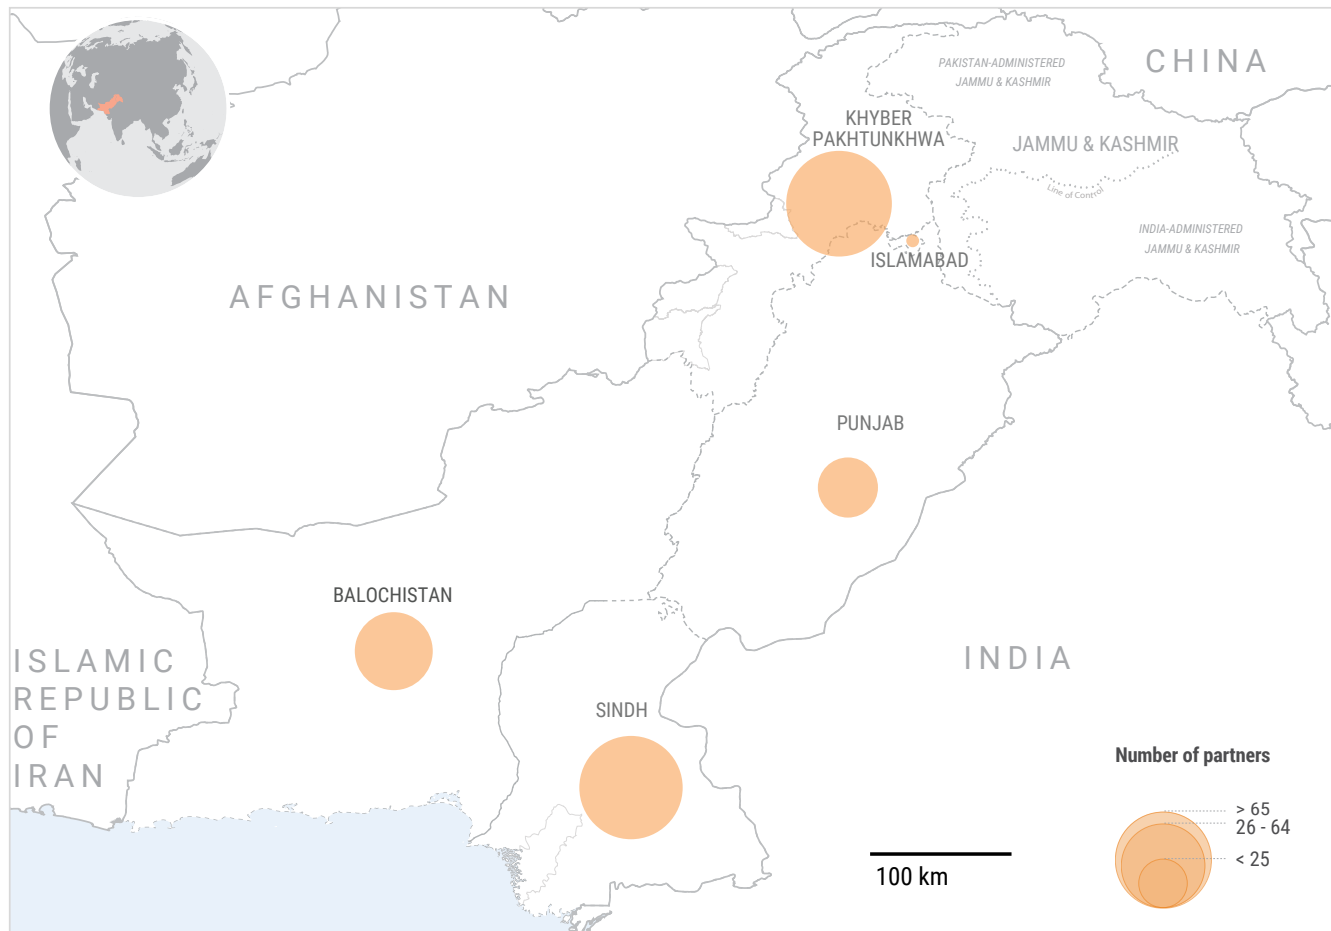 CHINA
PAKISTAN-ADMINISTERED
JAMMU & KASHMIR
KHYBER
PAKHTUNKHWA
JAMMU & KASHMIR
Line of Control
INDIA-ADMINISTERED
JAMMU & KASHMIR
ISLAMABAD
AFGHANISTAN
PUNJAB
BALOCHISTAN
ISLAMIC
REPUBLIC
OF
IRAN
INDIA
SINDH
Number of partners
> 65
26 - 64
< 25
100 km